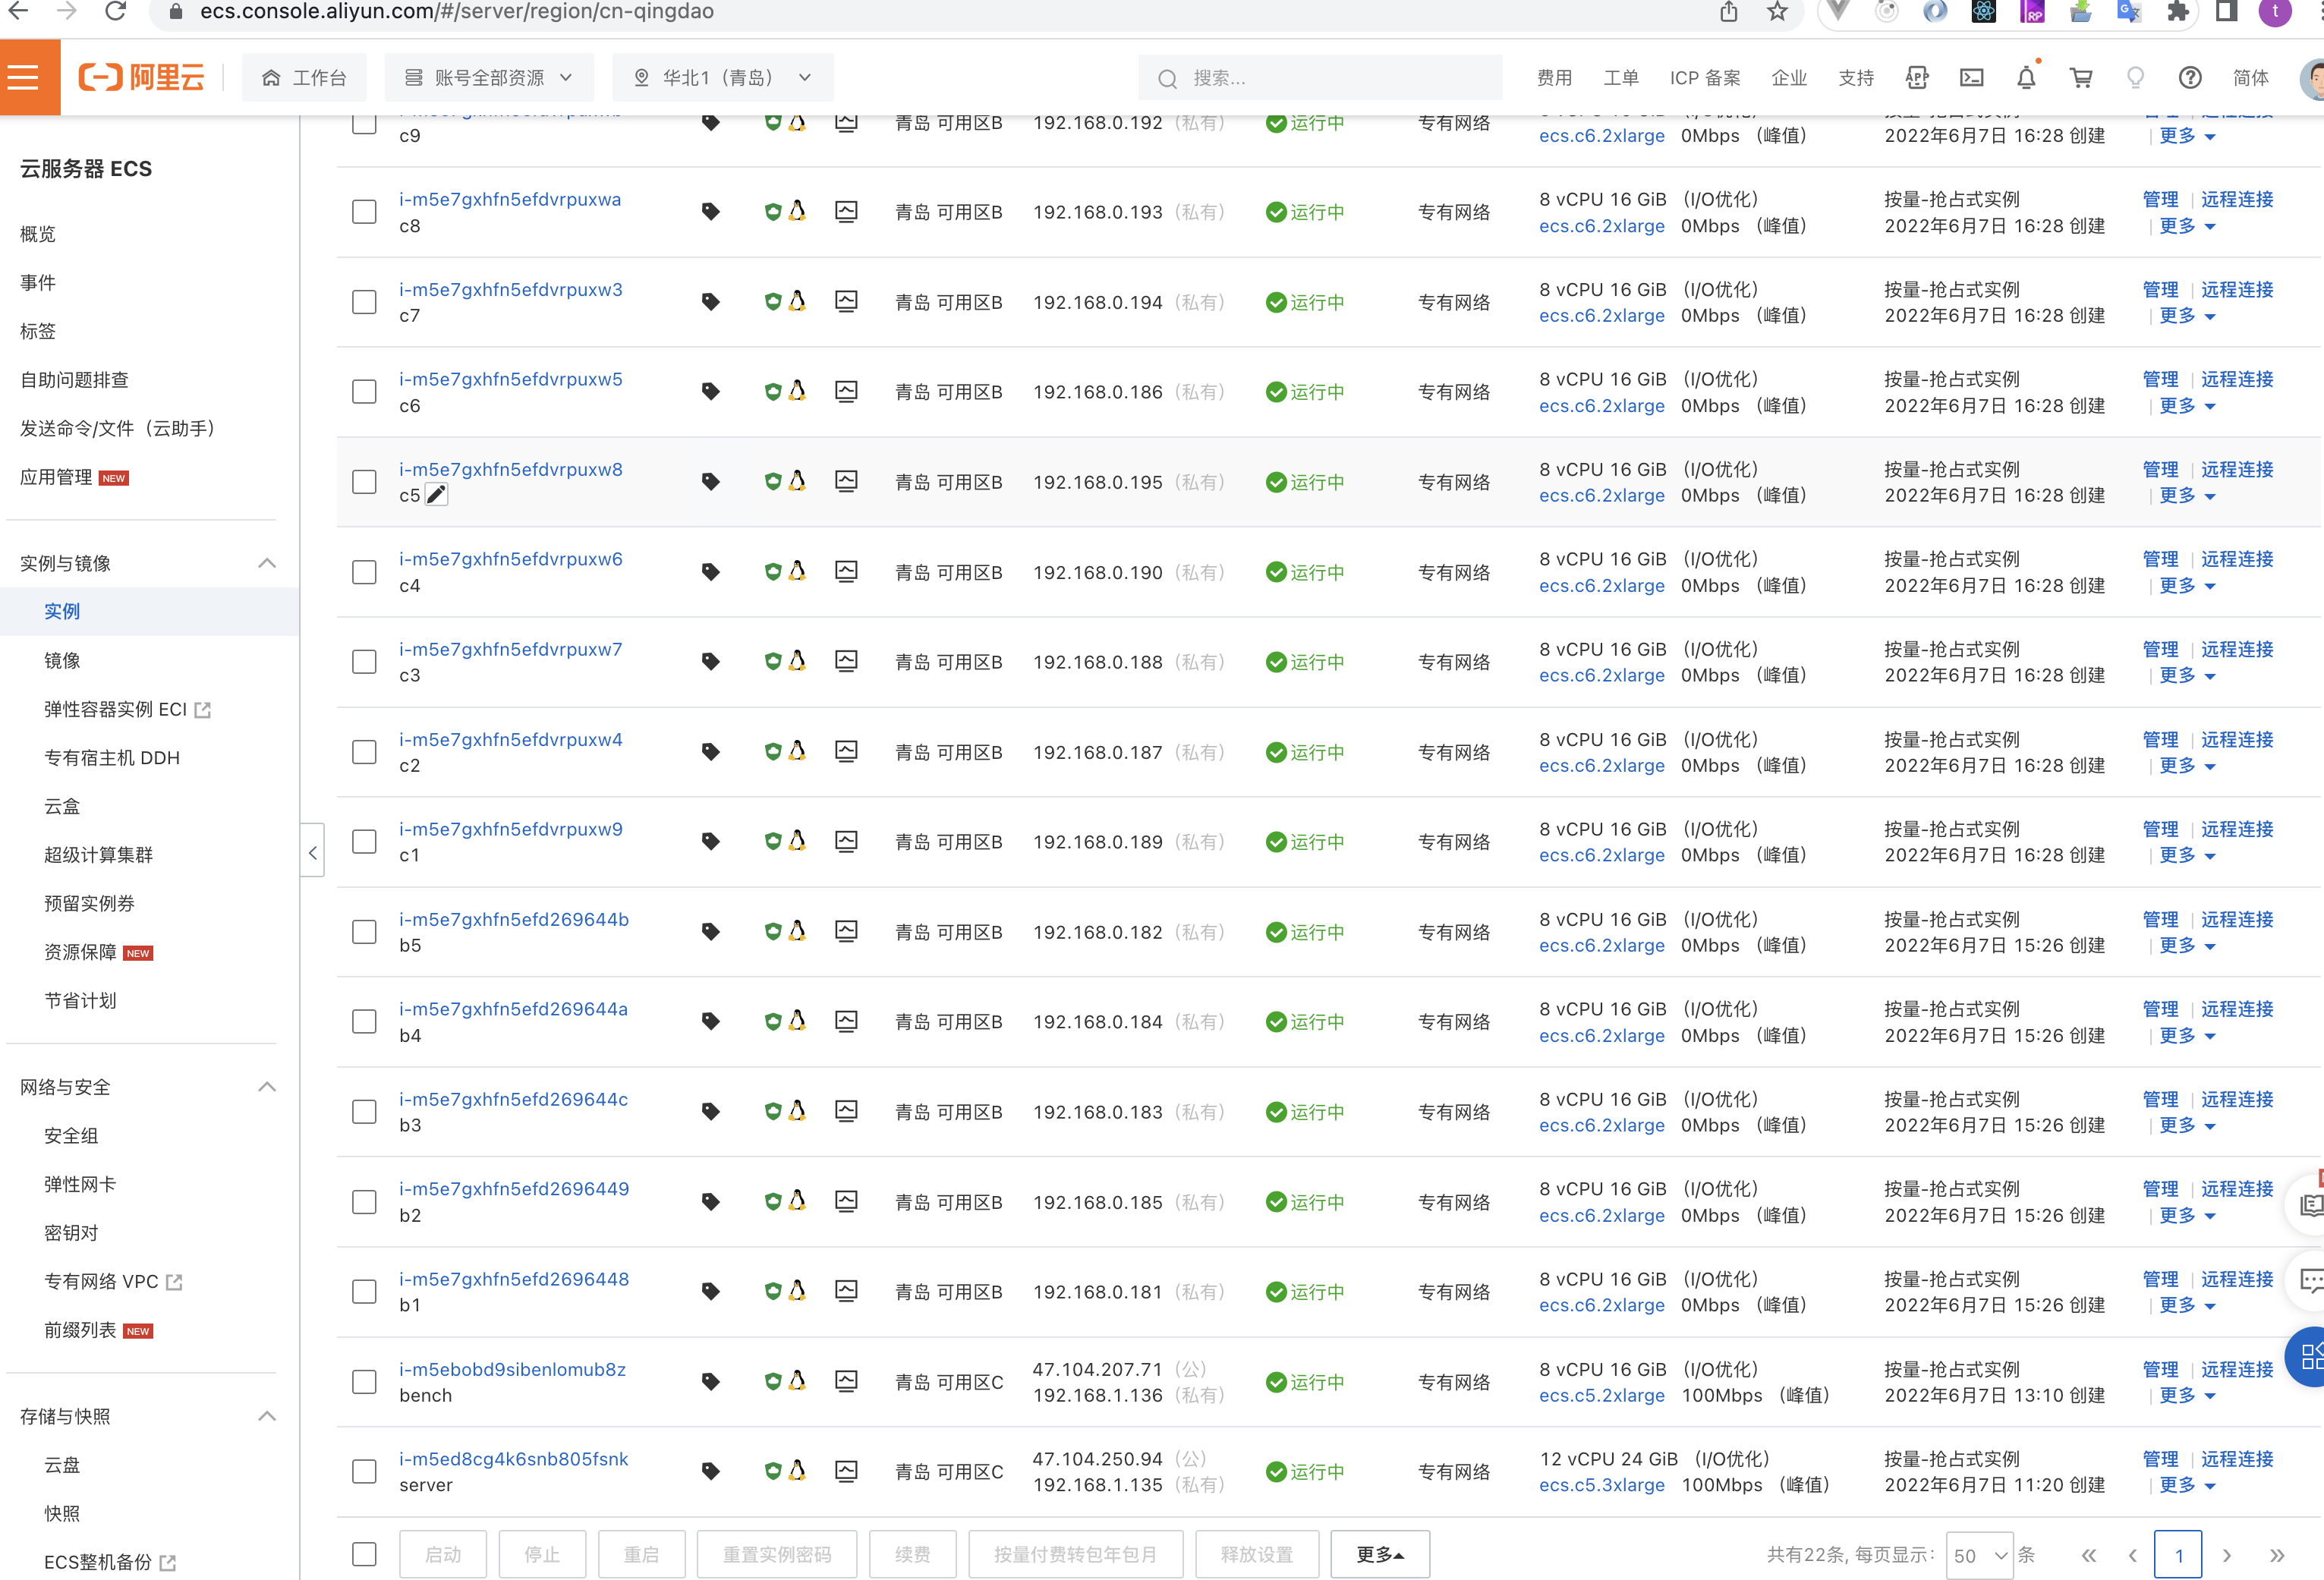 ecs.console.aliyun.com/#/server/region/cn-qingdao
RP
t
阿里云
工作台
账号全部资源
华北1（青岛）
搜索...
费用
工单
ICP 备案
企业
支持
APP
简体
云服务器 ECS
概览
事件
标签
自助问题排查
发送命令/文件（云助手）
应用管理 NEW
实例与镜像
实例
镜像
弹性容器实例 ECI
专有宿主机 DDH
云盒
超级计算集群
预留实例券
资源保障 NEW
节省计划
网络与安全
安全组
弹性网卡
密钥对
专有网络 VPC
前缀列表 NEW
存储与快照
云盘
快照
ECS整机备份
c9 青岛 可用区B 192.168.0.192（私有） 运行中 专有网络 ecs.c6.2xlarge 0Mbps （峰值） 2022年6月7日 16:28 创建 更多
i-m5e7gxhfn5efdvrpuxwa 8 vCPU 16 GiB （I/O优化） 按量-抢占式实例 管理 远程连接
c8 青岛 可用区B 192.168.0.193（私有） 运行中 专有网络 ecs.c6.2xlarge 0Mbps （峰值） 2022年6月7日 16:28 创建 更多
i-m5e7gxhfn5efdvrpuxw3 8 vCPU 16 GiB （I/O优化） 按量-抢占式实例 管理 远程连接
c7 青岛 可用区B 192.168.0.194（私有） 运行中 专有网络 ecs.c6.2xlarge 0Mbps （峰值） 2022年6月7日 16:28 创建 更多
i-m5e7gxhfn5efdvrpuxw5 8 vCPU 16 GiB （I/O优化） 按量-抢占式实例 管理 远程连接
c6 青岛 可用区B 192.168.0.186（私有） 运行中 专有网络 ecs.c6.2xlarge 0Mbps （峰值） 2022年6月7日 16:28 创建 更多
i-m5e7gxhfn5efdvrpuxw8 8 vCPU 16 GiB （I/O优化） 按量-抢占式实例 管理 远程连接
c5 青岛 可用区B 192.168.0.195（私有） 运行中 专有网络 ecs.c6.2xlarge 0Mbps （峰值） 2022年6月7日 16:28 创建 更多
i-m5e7gxhfn5efdvrpuxw6 8 vCPU 16 GiB （I/O优化） 按量-抢占式实例 管理 远程连接
c4 青岛 可用区B 192.168.0.190（私有） 运行中 专有网络 ecs.c6.2xlarge 0Mbps （峰值） 2022年6月7日 16:28 创建 更多
i-m5e7gxhfn5efdvrpuxw7 8 vCPU 16 GiB （I/O优化） 按量-抢占式实例 管理 远程连接
c3 青岛 可用区B 192.168.0.188（私有） 运行中 专有网络 ecs.c6.2xlarge 0Mbps （峰值） 2022年6月7日 16:28 创建 更多
i-m5e7gxhfn5efdvrpuxw4 8 vCPU 16 GiB （I/O优化） 按量-抢占式实例 管理 远程连接
c2 青岛 可用区B 192.168.0.187（私有） 运行中 专有网络 ecs.c6.2xlarge 0Mbps （峰值） 2022年6月7日 16:28 创建 更多
i-m5e7gxhfn5efdvrpuxw9 8 vCPU 16 GiB （I/O优化） 按量-抢占式实例 管理 远程连接
c1 青岛 可用区B 192.168.0.189（私有） 运行中 专有网络 ecs.c6.2xlarge 0Mbps （峰值） 2022年6月7日 16:28 创建 更多
i-m5e7gxhfn5efd269644b 8 vCPU 16 GiB （I/O优化） 按量-抢占式实例 管理 远程连接
b5 青岛 可用区B 192.168.0.182（私有） 运行中 专有网络 ecs.c6.2xlarge 0Mbps （峰值） 2022年6月7日 15:26 创建 更多
i-m5e7gxhfn5efd269644a 8 vCPU 16 GiB （I/O优化） 按量-抢占式实例 管理 远程连接
b4 青岛 可用区B 192.168.0.184（私有） 运行中 专有网络 ecs.c6.2xlarge 0Mbps （峰值） 2022年6月7日 15:26 创建 更多
i-m5e7gxhfn5efd269644c 8 vCPU 16 GiB （I/O优化） 按量-抢占式实例 管理 远程连接
b3 青岛 可用区B 192.168.0.183（私有） 运行中 专有网络 ecs.c6.2xlarge 0Mbps （峰值） 2022年6月7日 15:26 创建 更多
i-m5e7gxhfn5efd2696449 8 vCPU 16 GiB （I/O优化） 按量-抢占式实例 管理 远程连接
b2 青岛 可用区B 192.168.0.185（私有） 运行中 专有网络 ecs.c6.2xlarge 0Mbps （峰值） 2022年6月7日 15:26 创建 更多
i-m5e7gxhfn5efd2696448 8 vCPU 16 GiB （I/O优化） 按量-抢占式实例 管理 远程连接
b1 青岛 可用区B 192.168.0.181（私有） 运行中 专有网络 ecs.c6.2xlarge 0Mbps （峰值） 2022年6月7日 15:26 创建 更多
i-m5ebobd9sibenlomub8z 47.104.207.71（公） 8 vCPU 16 GiB （I/O优化） 按量-抢占式实例 管理 远程连接
bench 青岛 可用区C 192.168.1.136（私有） 运行中 专有网络 ecs.c5.2xlarge 100Mbps （峰值） 2022年6月7日 13:10 创建 更多
i-m5ed8cg4k6snb805fsnk 47.104.250.94（公） 12 vCPU 24 GiB （I/O优化） 按量-抢占式实例 管理 远程连接
server 青岛 可用区C 192.168.1.135（私有） 运行中 专有网络 ecs.c5.3xlarge 100Mbps （峰值） 2022年6月7日 11:20 创建 更多
启动 停止 重启 重置实例密码 续费 按量付费转包年包月 释放设置 更多 共有22条, 每页显示: 50 条 « ‹ 1 › »